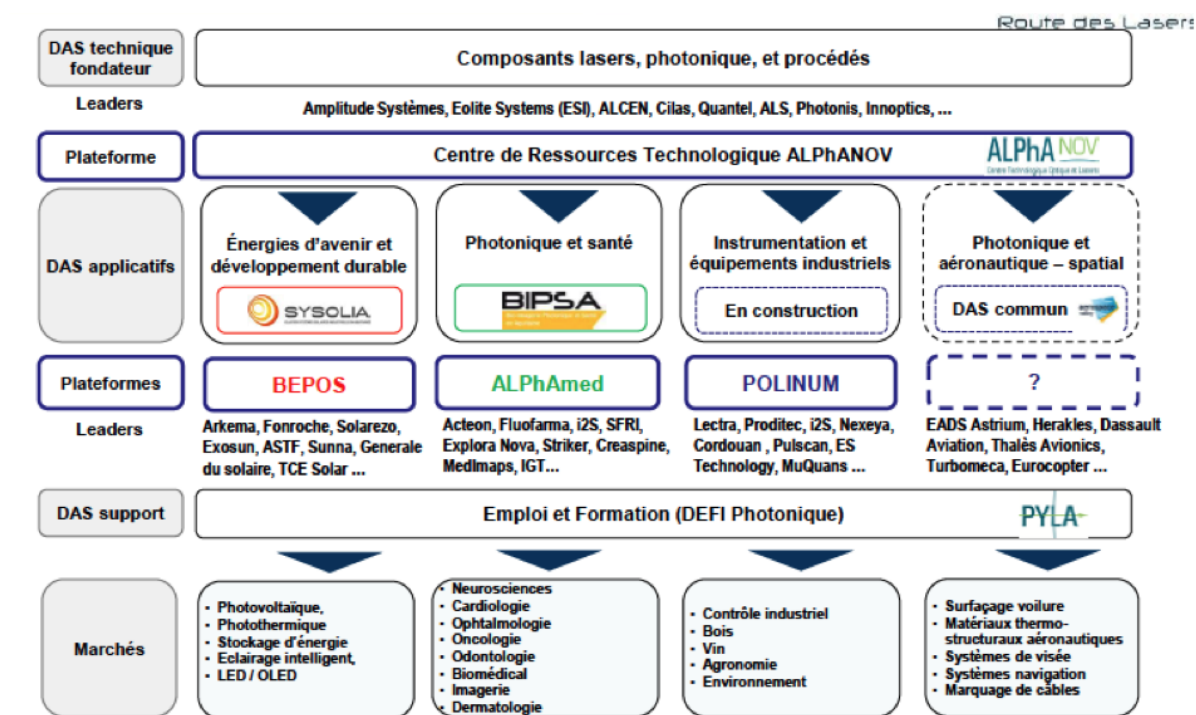 Route des Lasers
DAS technique
fondateur
Composants lasers, photonique, et procédés
Leaders
Amplitude Systèmes, Eolite Systems (ESI), ALCEN, Cilas, Quantel, ALS, Photonis, Innoptics, ...
Plateforme
Centre de Ressources Technologique ALPhANOV
ALPhA NOV
Centre Technologique Optique et Lasers
DAS applicatifs
Énergies d'avenir et
développement durable
SYSOLIA
Photonique et santé
BIPSA
Instrumentation et
équipements industriels
En construction
Photonique et
aéronautique – spatial
DAS commun
Plateformes
BEPOS
ALPhAmed
POLINUM
?
Leaders
Arkema, Fonroche, Solarezo,
Exosun, ASTF, Sunna, Generale
du solaire, TCE Solar ...
Acteon, Fluofarma, i2S, SFRI,
Explora Nova, Striker, Creaspine,
MedImaps, IGT...
Lectra, Proditec, i2S, Nexeya,
Cordouan , Pulscan, ES
Technology, MuQuans ...
EADS Astrium, Herakles, Dassault
Aviation, Thalès Avionics,
Turbomeca, Eurocopter ...
DAS support
Emploi et Formation (DEFI Photonique)
PYLA
Marchés
· Photovoltaïque,
· Photothermique
· Stockage d'énergie
· Eclairage intelligent,
· LED / OLED
· Neurosciences
· Cardiologie
· Ophtalmologie
· Oncologie
· Odontologie
· Biomédical
· Imagerie
· Dermatologie
· Contrôle industriel
· Bois
· Vin
· Agronomie
· Environnement
· Surfaçage voilure
· Matériaux thermo-
structuraux aéronautiques
· Systèmes de visée
· Systèmes navigation
· Marquage de câbles